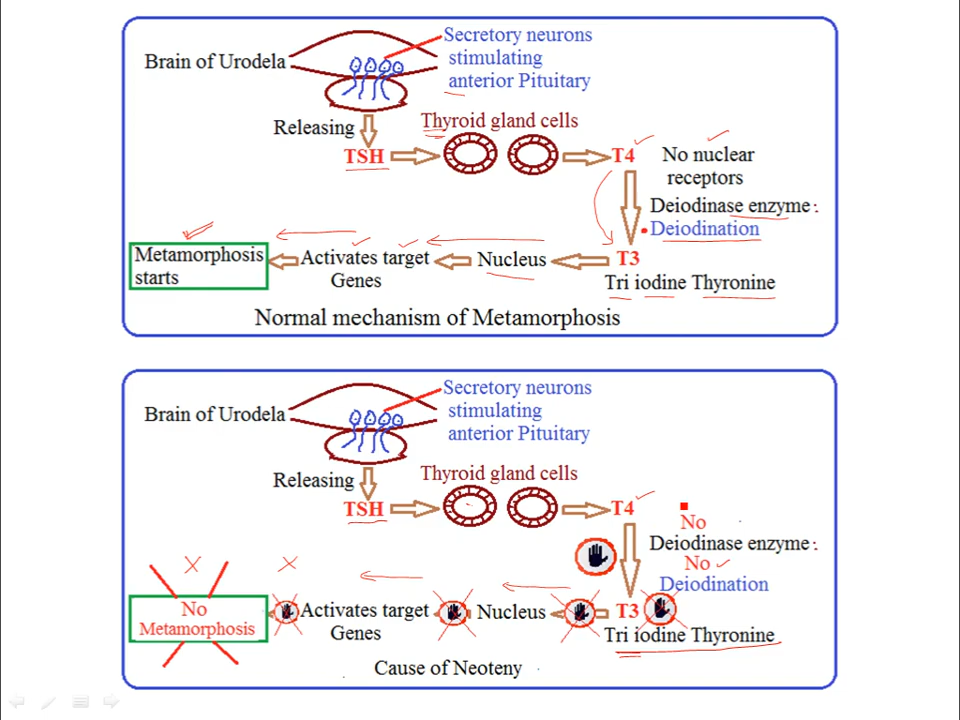 Secretory neurons
stimulating
anterior Pituitary
Brain of Urodela
Releasing
Thyroid gland cells
TSH
T4
No nuclear
receptors
Deiodinase enzyme :
Deiodination
Metamorphosis
starts
Activates target
Genes
Nucleus
T3
Tri iodine Thyronine
Normal mechanism of Metamorphosis
Secretory neurons
stimulating
anterior Pituitary
Brain of Urodela
Releasing
Thyroid gland cells
TSH
T4
No
Deiodinase enzyme :
No
Deiodination
No
Metamorphosis
Activates target
Genes
Nucleus
T3
Tri iodine Thyronine
Cause of Neoteny